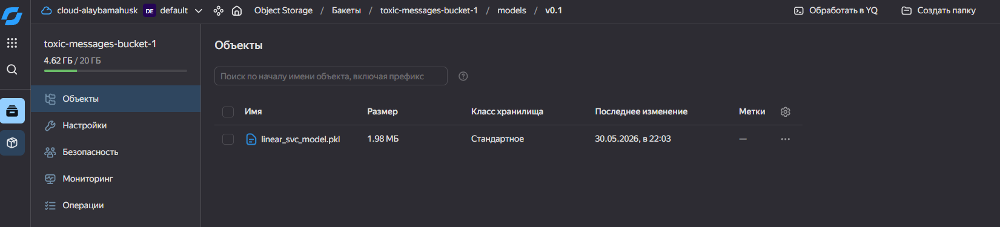 cloud-alaybamahusk DE default Object Storage / Бакеты / toxic-messages-bucket-1 / models / v0.1 Обработать в YQ Создать папку
toxic-messages-bucket-1
4.62 ГБ / 20 ГБ
Объекты
Настройки
Безопасность
Мониторинг
Операции
Объекты
Поиск по началу имени объекта, включая префикс
Имя Размер Класс хранилища Последнее изменение Метки
linear_svc_model.pkl 1.98 МБ Стандартное 30.05.2026, в 22:03 —